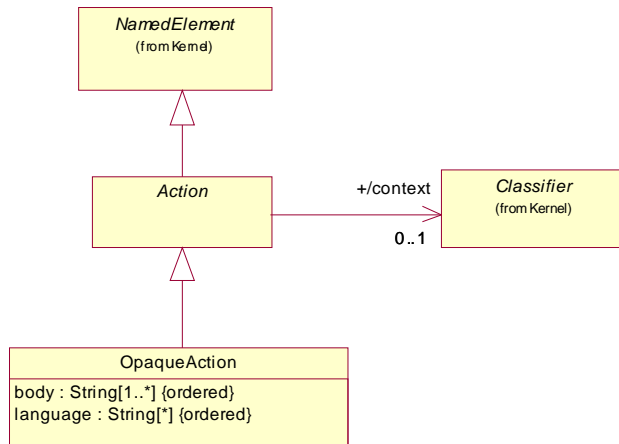 NamedElement
(from Kernel)
Action
+/context
0..1
Classifier
(from Kernel)
OpaqueAction
body : String[1..*] {ordered}
language : String[*] {ordered}